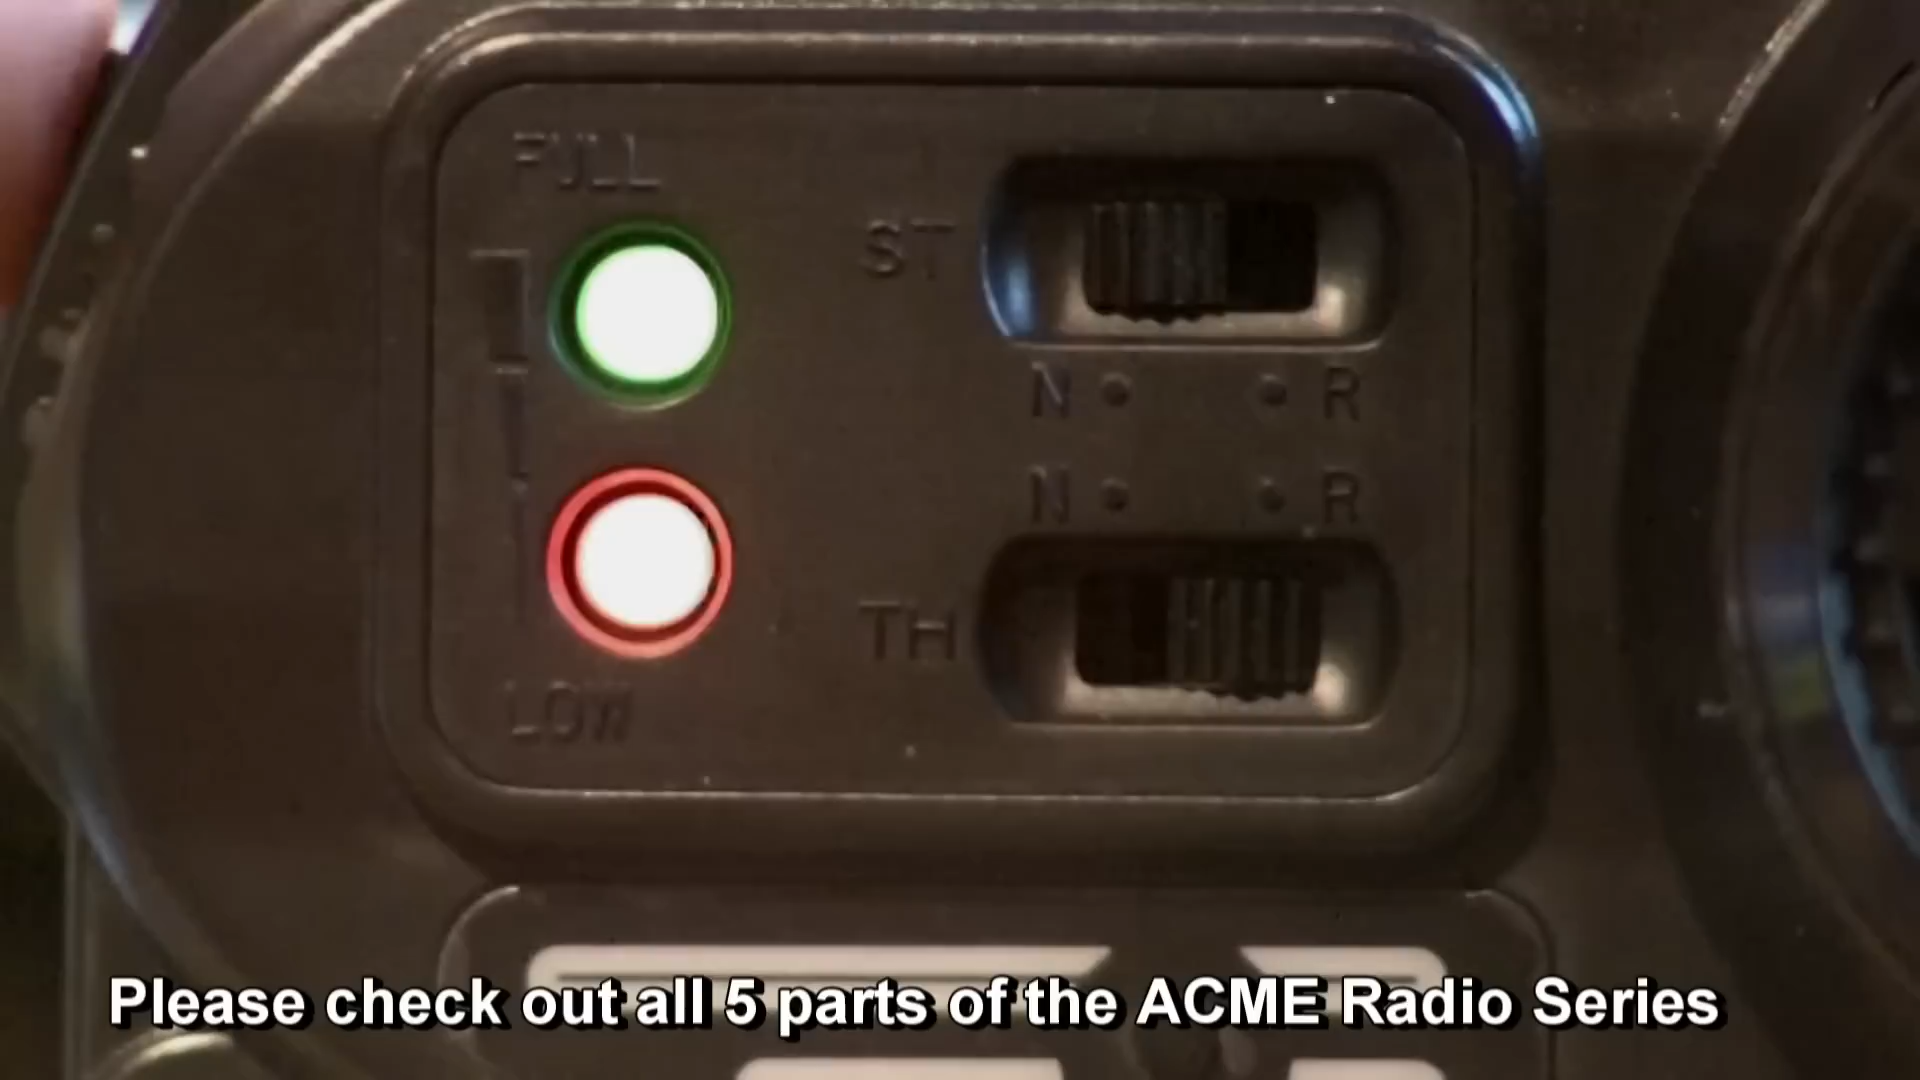 FULL
ST
N R
N R
TH
LOW
Please check out all 5 parts of the ACME Radio Series